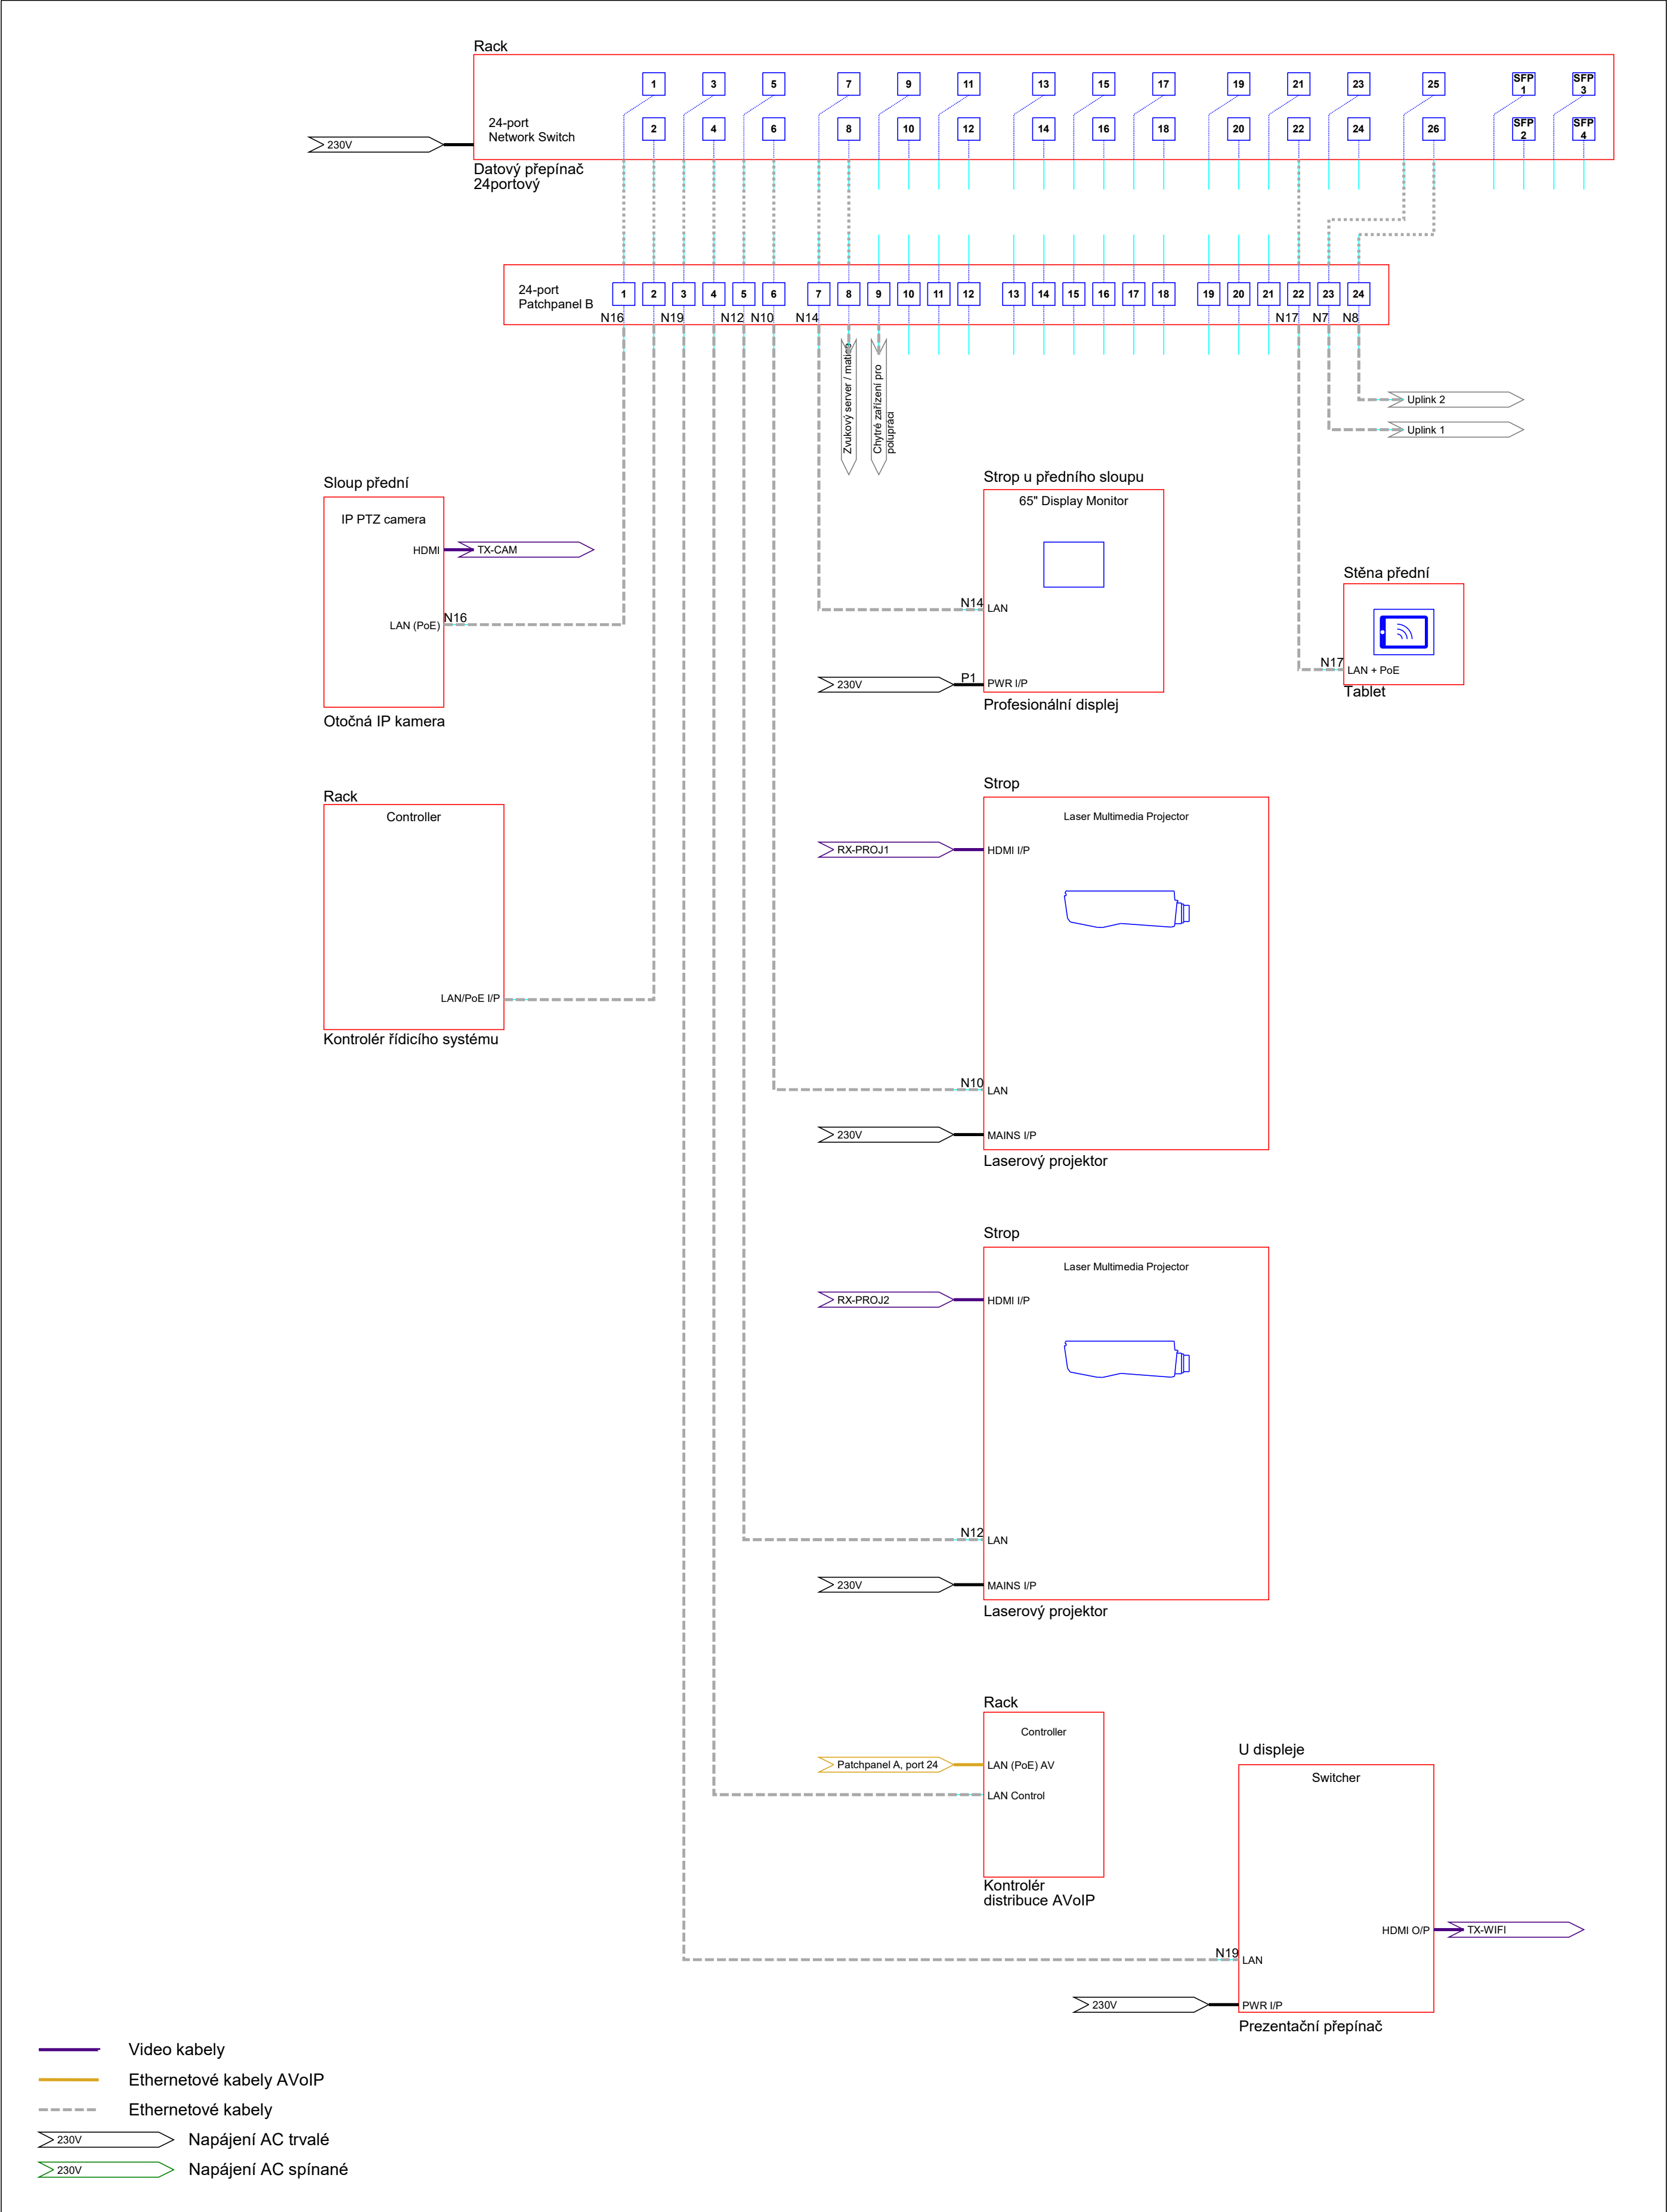 Rack
1 3 5 7 9 11 13 15 17 19 21 23 25 SFP 1 SFP 3
24-port
Network Switch
2 4 6 8 10 12 14 16 18 20 22 24 26 SFP 2 SFP 4
230V
Datový přepínač
24portový
24-port
Patchpanel B
1 2 3 4 5 6 7 8 9 10 11 12 13 14 15 16 17 18 19 20 21 22 23 24
N16 N19 N12 N10 N14 N17 N7 N8
Zvukový server /
Chytré zařízení pro
polupráci
Uplink 2
Uplink 1
Sloup přední
IP PTZ camera
HDMI
TX-CAM
N16
LAN (PoE)
Otočná IP kamera
Strop u předního sloupu
65" Display Monitor
N14
LAN
230V
P1
PWR I/P
Profesionální displej
Stěna přední
N17
LAN + PoE
Tablet
Rack
Controller
LAN/PoE I/P
Kontrolér řídicího systému
Strop
Laser Multimedia Projector
RX-PROJ1
HDMI I/P
N10
LAN
230V
MAINS I/P
Laserový projektor
Strop
Laser Multimedia Projector
RX-PROJ2
HDMI I/P
N12
LAN
230V
MAINS I/P
Laserový projektor
Rack
Controller
Patchpanel A, port 24
LAN (PoE) AV
LAN Control
Kontrolér
distribuce AVoIP
U displeje
Switcher
HDMI O/P
TX-WIFI
N19
LAN
230V
PWR I/P
Prezentační přepínač
Video kabely
Ethernetové kabely AVoIP
Ethernetové kabely
230V
Napájení AC trvalé
230V
Napájení AC spínané